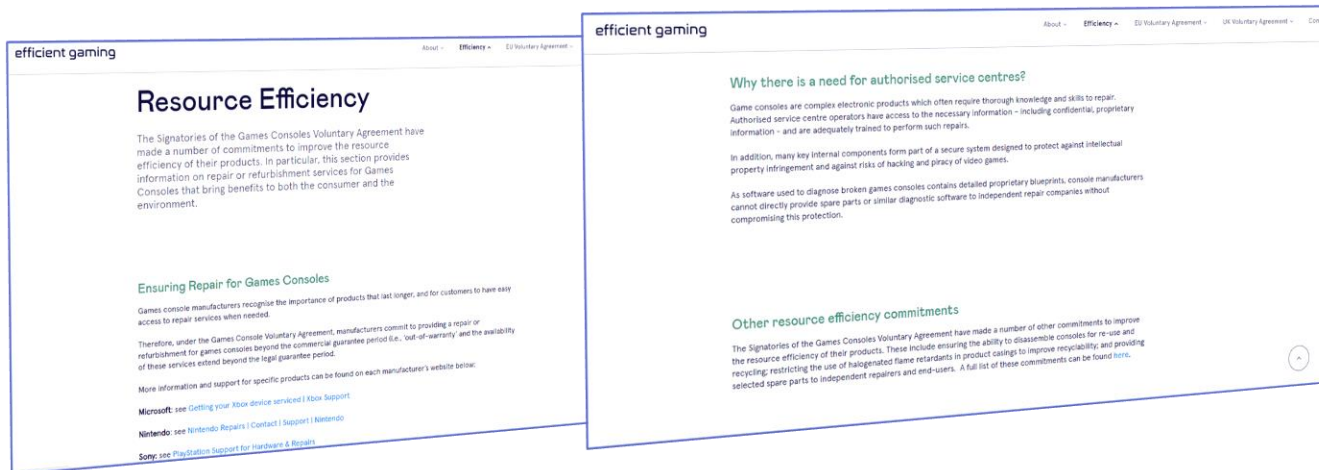 efficient gaming
About
Efficiency
EU Voluntary Agreement
Resource Efficiency
The Signatories of the Games Consoles Voluntary Agreement have
made a number of commitments to improve the resource
efficiency of their products. In particular, this section provides
information on repair or refurbishment services for Games
Consoles that bring benefits to both the consumer and the
environment.
Ensuring Repair for Games Consoles
Games console manufacturers recognise the importance of products that last longer, and for customers to have easy
access to repair services when needed.
Therefore, under the Games Console Voluntary Agreement, manufacturers commit to providing a repair or
refurbishment for games consoles beyond the commercial guarantee period (i.e., 'out-of-warranty' and the availability
of these services extend beyond the legal guarantee period.
More information and support for specific products can be found on each manufacturer's website below:
Microsoft: see Getting your Xbox device serviced | Xbox Support
Nintendo: see Nintendo Repairs | Contact | Support | Nintendo
Sony: see PlayStation Support for Hardware & Repairs
efficient gaming
About
Efficiency
EU Voluntary Agreement
UK Voluntary Agreement
Con
Why there is a need for authorised service centres?
Game consoles are complex electronic products which often require thorough knowledge and skills to repair.
Authorised service centre operators have access to the necessary information - including confidential, proprietary
information - and are adequately trained to perform such repairs.
In addition, many key internal components form part of a secure system designed to protect against intellectual
property infringement and against risks of hacking and piracy of video games.
As software used to diagnose broken games consoles contains detailed proprietary blueprints, console manufacturers
cannot directly provide spare parts or similar diagnostic software to independent repair companies without
compromising this protection.
Other resource efficiency commitments
The Signatories of the Games Consoles Voluntary Agreement have made a number of other commitments to improve
the resource efficiency of their products. These include ensuring the ability to disassemble consoles for re-use and
recycling; restricting the use of halogenated flame retardants in product casings to improve recyclability; and providing
selected spare parts to independent repairers and end-users. A full list of these commitments can be found here.